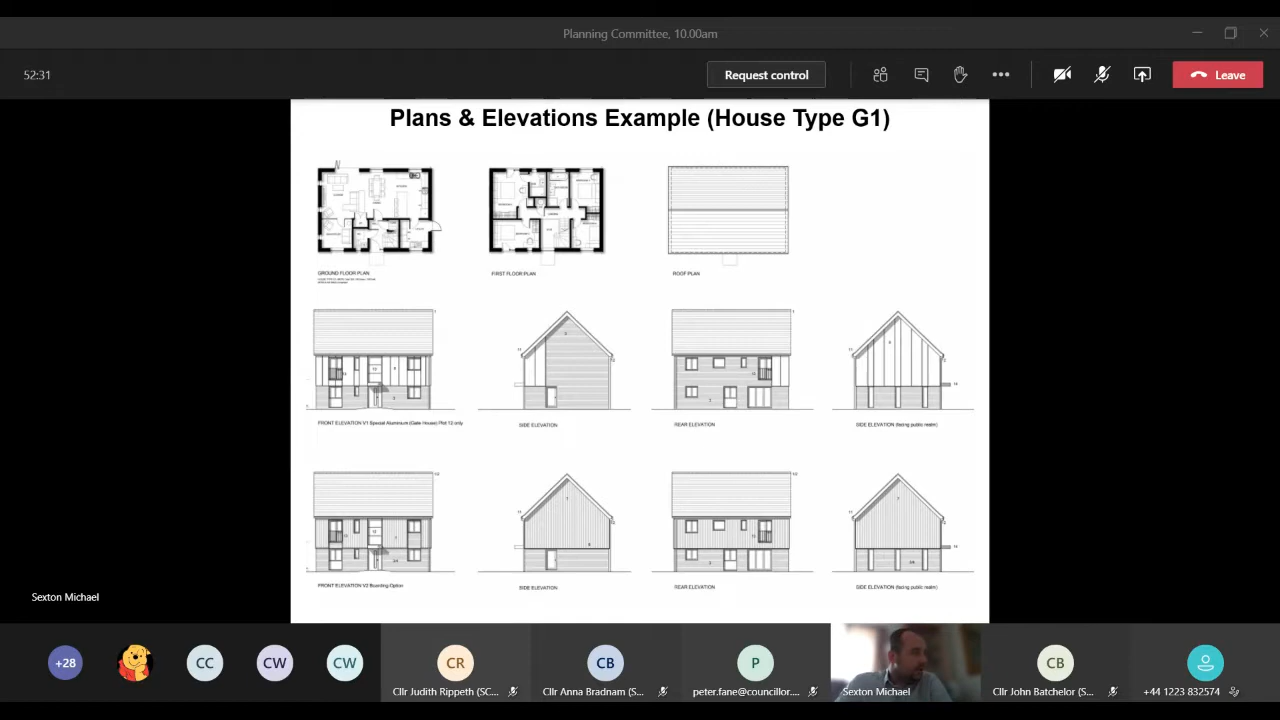 Planning Committee, 10.00am
52:31
Request control
Leave
Plans & Elevations Example (House Type G1)
GROUND FLOOR PLAN
FIRST FLOOR PLAN
ROOF PLAN
FRONT ELEVATION V1 Special Aluminium (Gate House) Plot 12 only
SIDE ELEVATION
REAR ELEVATION
SIDE ELEVATION (facing public realm)
FRONT ELEVATION V2 Boarding Option
SIDE ELEVATION
REAR ELEVATION
SIDE ELEVATION (facing public realm)
Sexton Michael
+28
CC
CW
CW
CR
CB
P
CB
Cllr Judith Rippeth (SC...
Cllr Anna Bradnam (S...
peter.fane@councillor....
Sexton Michael
Cllr John Batchelor (S...
+44 1223 832574